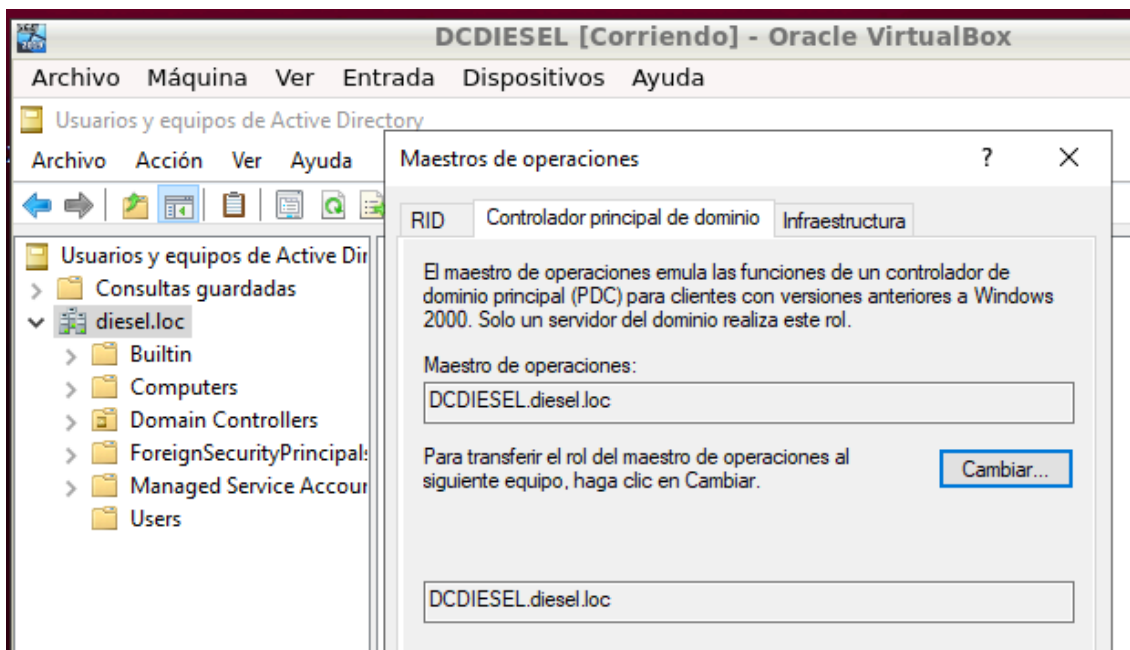 DCDIESEL [Corriendo] - Oracle VirtualBox
Archivo Máquina Ver Entrada Dispositivos Ayuda
Usuarios y equipos de Active Directory
Archivo Acción Ver Ayuda
Maestros de operaciones
RID Controlador principal de dominio Infraestructura
Usuarios y equipos de Active Dir
Consultas guardadas
diesel.loc
Builtin
Computers
Domain Controllers
ForeignSecurityPrincipals
Managed Service Accour
Users
El maestro de operaciones emula las funciones de un controlador de
dominio principal (PDC) para clientes con versiones anteriores a Windows
2000. Solo un servidor del dominio realiza este rol.
Maestro de operaciones:
DCDIESEL.diesel.loc
Para transferir el rol del maestro de operaciones al
siguiente equipo, haga clic en Cambiar.
Cambiar...
DCDIESEL.diesel.loc